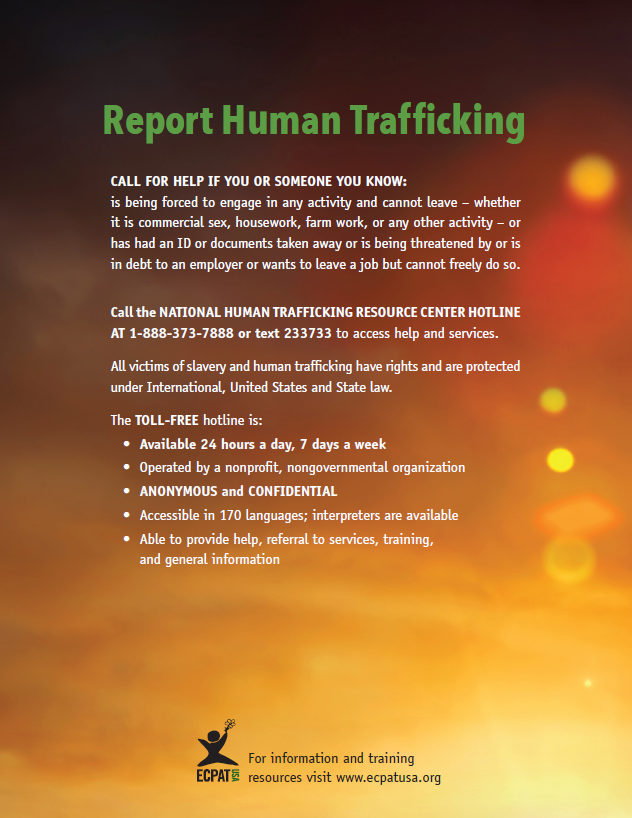 Report Human Trafficking
CALL FOR HELP IF YOU OR SOMEONE YOU KNOW:
is being forced to engage in any activity and cannot leave – whether
it is commercial sex, housework, farm work, or any other activity – or
has had an ID or documents taken away or is being threatened by or is
in debt to an employer or wants to leave a job but cannot freely do so.
Call the NATIONAL HUMAN TRAFFICKING RESOURCE CENTER HOTLINE
AT 1-888-373-7888 or text 233733 to access help and services.
All victims of slavery and human trafficking have rights and are protected
under International, United States and State law.
The TOLL-FREE hotline is:
• Available 24 hours a day, 7 days a week
• Operated by a nonprofit, nongovernmental organization
• ANONYMOUS and CONFIDENTIAL
• Accessible in 170 languages; interpreters are available
• Able to provide help, referral to services, training,
and general information
ECPAT USA
For information and training
resources visit www.ecpatusa.org